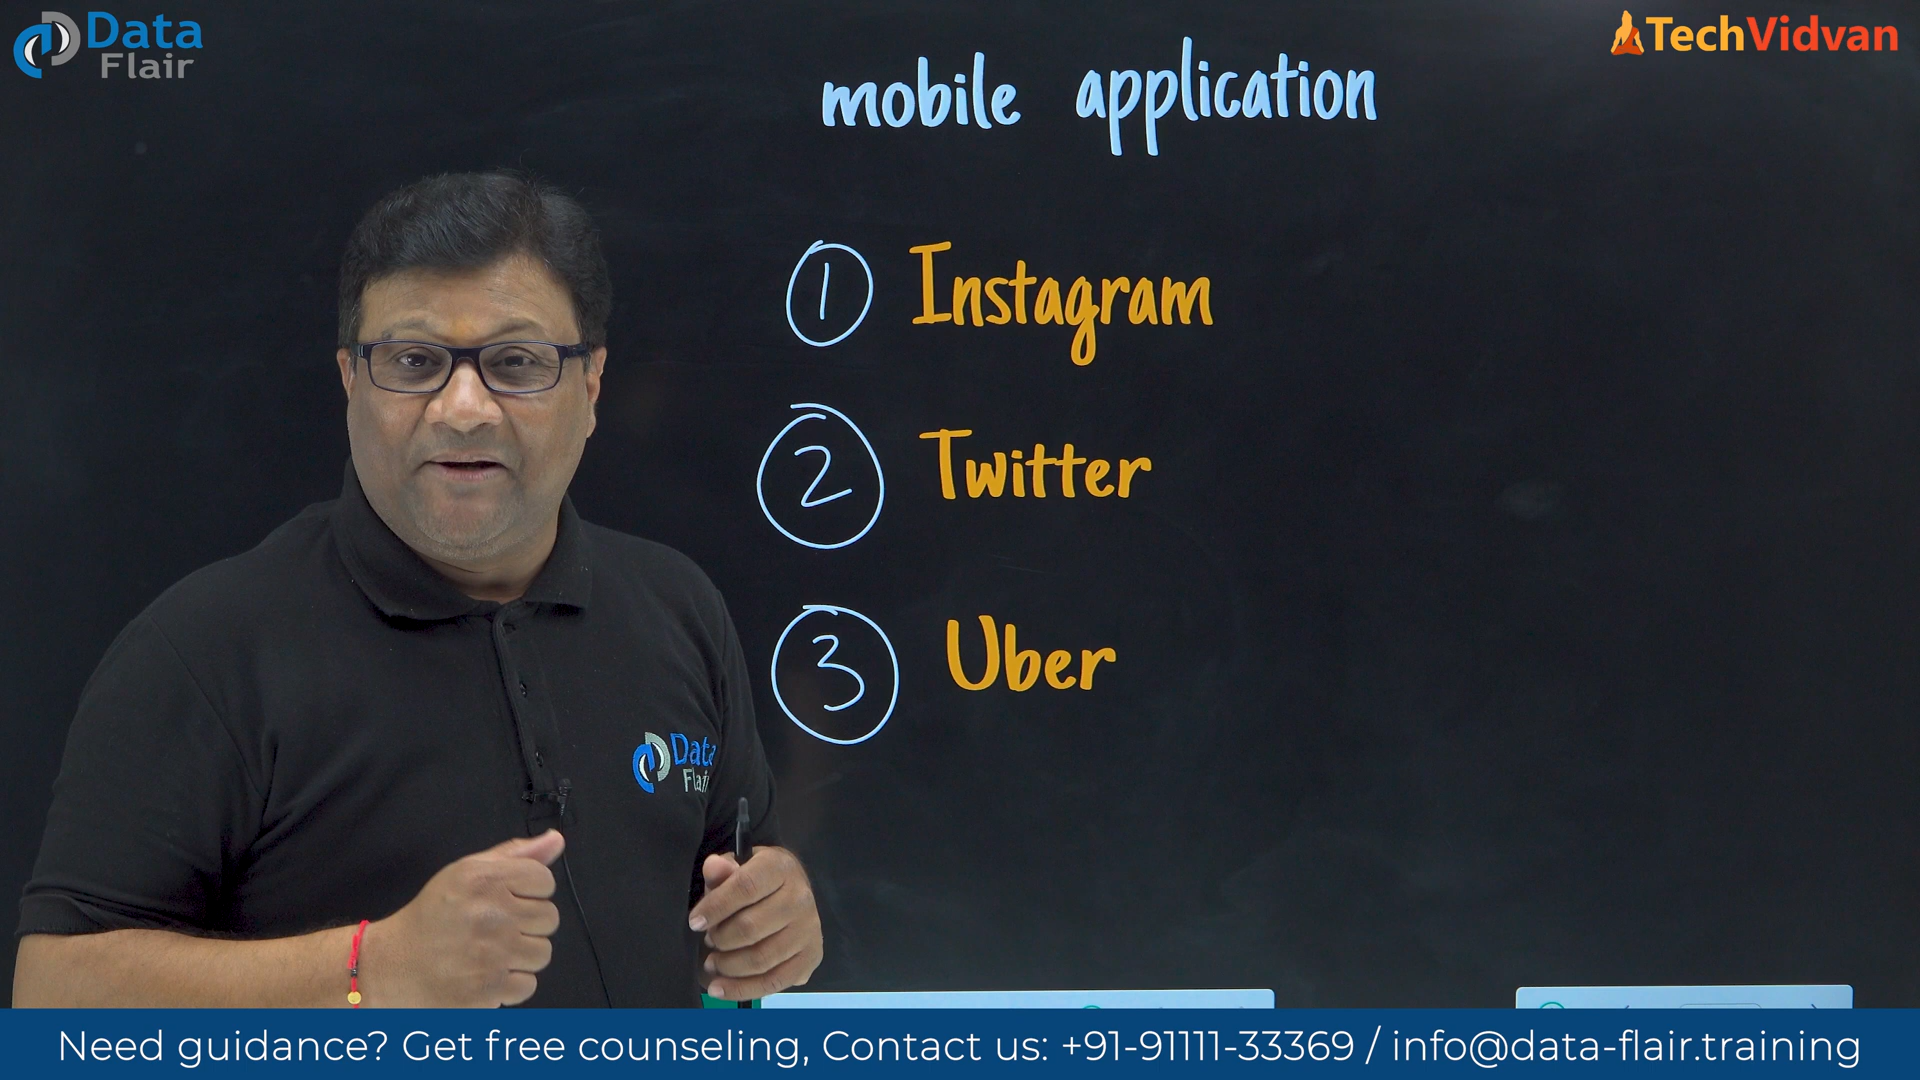 Data
Flair
TechVidvan
mobile application
1 Instagram
2 Twitter
3 Uber
Data
Flair
Need guidance? Get free counseling, Contact us: +91-91111-33369 / info@data-flair.training